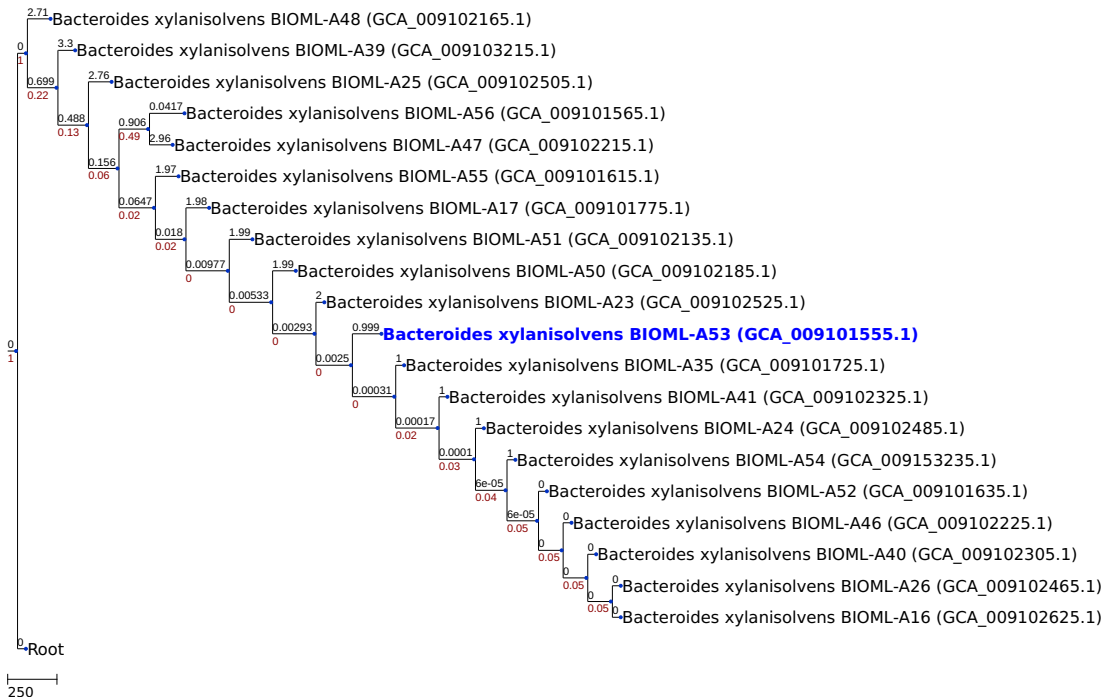 2.71 Bacteroides xylanisolvens BIOML-A48 (GCA_009102165.1)
0
1
3.3 Bacteroides xylanisolvens BIOML-A39 (GCA_009103215.1)
0.699
0.22
2.76 Bacteroides xylanisolvens BIOML-A25 (GCA_009102505.1)
0.488
0.13
0.0417 Bacteroides xylanisolvens BIOML-A56 (GCA_009101565.1)
0.906
0.49
2.96 Bacteroides xylanisolvens BIOML-A47 (GCA_009102215.1)
0.156
0.06
1.97 Bacteroides xylanisolvens BIOML-A55 (GCA_009101615.1)
0.0647
0.02
1.98 Bacteroides xylanisolvens BIOML-A17 (GCA_009101775.1)
0.018
0.02
1.99 Bacteroides xylanisolvens BIOML-A51 (GCA_009102135.1)
0.00977
0
1.99 Bacteroides xylanisolvens BIOML-A50 (GCA_009102185.1)
0.00533
0
2 Bacteroides xylanisolvens BIOML-A23 (GCA_009102525.1)
0.00293
0
0.999 Bacteroides xylanisolvens BIOML-A53 (GCA_009101555.1)
0
1
0.0025
0
1 Bacteroides xylanisolvens BIOML-A35 (GCA_009101725.1)
0.00031
0
1 Bacteroides xylanisolvens BIOML-A41 (GCA_009102325.1)
0.00017
0.02
1 Bacteroides xylanisolvens BIOML-A24 (GCA_009102485.1)
0.0001
0.03
1 Bacteroides xylanisolvens BIOML-A54 (GCA_009153235.1)
6e-05
0.04
0 Bacteroides xylanisolvens BIOML-A52 (GCA_009101635.1)
6e-05
0.05
0 Bacteroides xylanisolvens BIOML-A46 (GCA_009102225.1)
0
0.05
0 Bacteroides xylanisolvens BIOML-A40 (GCA_009102305.1)
0
0.05
0 Bacteroides xylanisolvens BIOML-A26 (GCA_009102465.1)
0
0.05
0 Bacteroides xylanisolvens BIOML-A16 (GCA_009102625.1)
0 Root
250